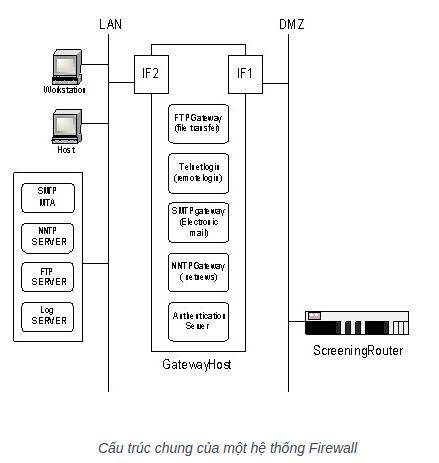 LAN
DMZ
IF2
IF1
Workstation
Host
SMTP
MTA
NNTP
SERVER
FTP
SERVER
Log
SERVER
FTPGateway
(file transfer)
Telnetlogin
(remotelogin)
SMTPgateway
(Electronic
mail)
NNTPGateway
(netnews)
Authentication
Server
GatewayHost
ScreeningRouter
Cấu trúc chung của một hệ thống Firewall